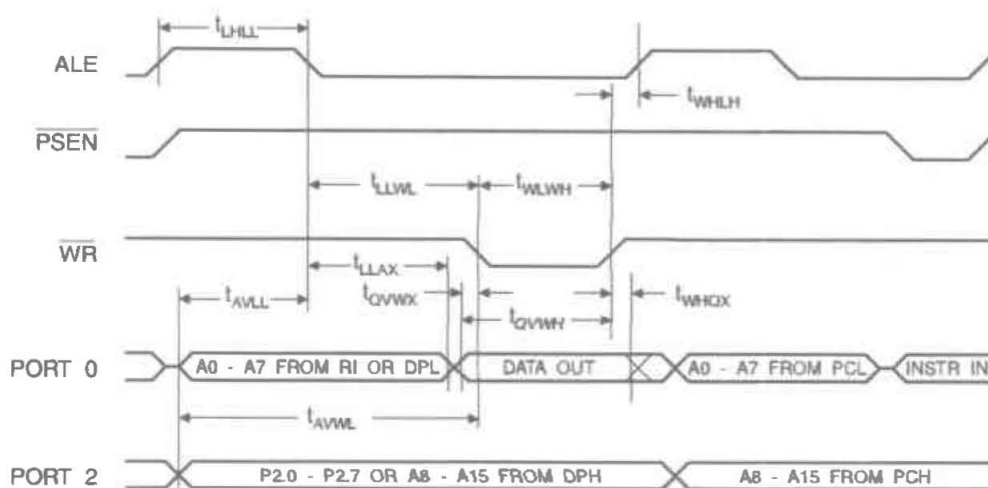 tLHLL
ALE
tWHLH
PSEN
tLLWL
tWLWH
WR
tLLAX
tAVLL
tQVWX
tWHQX
tQVWH
PORT 0
A0 - A7 FROM RI OR DPL
DATA OUT
A0 - A7 FROM PCL
INSTR IN
tAVWL
PORT 2
P2.0 - P2.7 OR A8 - A15 FROM DPH
A8 - A15 FROM PCH